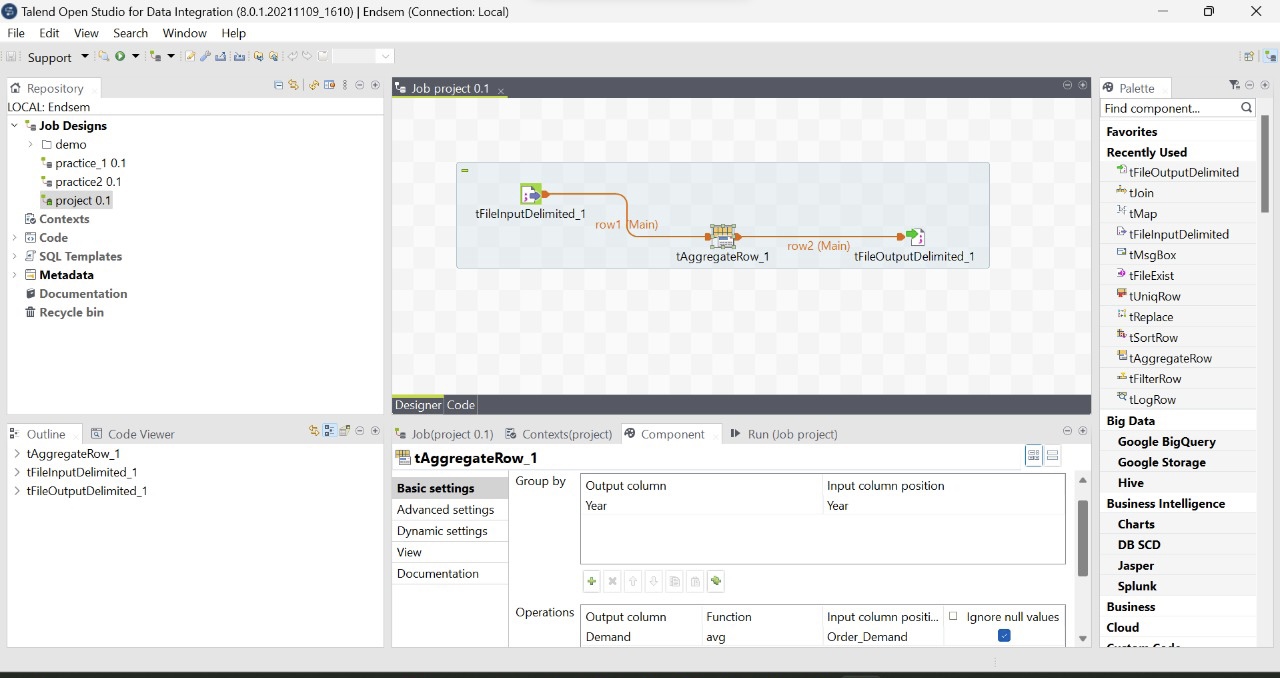 Talend Open Studio for Data Integration (8.0.1.20211109_1610) | Endsem (Connection: Local)
File Edit View Search Window Help
Support
Repository
LOCAL: Endsem
Job Designs
demo
practice_1 0.1
practice2 0.1
project 0.1
Contexts
Code
SQL Templates
Metadata
Documentation
Recycle bin
Outline Code Viewer
tAggregateRow_1
tFileInputDelimited_1
tFileOutputDelimited_1
Job project 0.1
tFileInputDelimited_1
row1 (Main)
tAggregateRow_1
row2 (Main)
tFileOutputDelimited_1
Designer Code
Job(project 0.1) Contexts(project) Component Run (Job project)
tAggregateRow_1
Basic settings
Advanced settings
Dynamic settings
View
Documentation
Group by
Output column Input column position
Year Year
Operations
Output column Function Input column positi... Ignore null values
Demand avg Order_Demand
Palette
Find component...
Favorites
Recently Used
tFileOutputDelimited
tJoin
tMap
tFileInputDelimited
tMsgBox
tFileExist
tUniqRow
tReplace
tSortRow
tAggregateRow
tFilterRow
tLogRow
Big Data
Google BigQuery
Google Storage
Hive
Business Intelligence
Charts
DB SCD
Jasper
Splunk
Business
Cloud